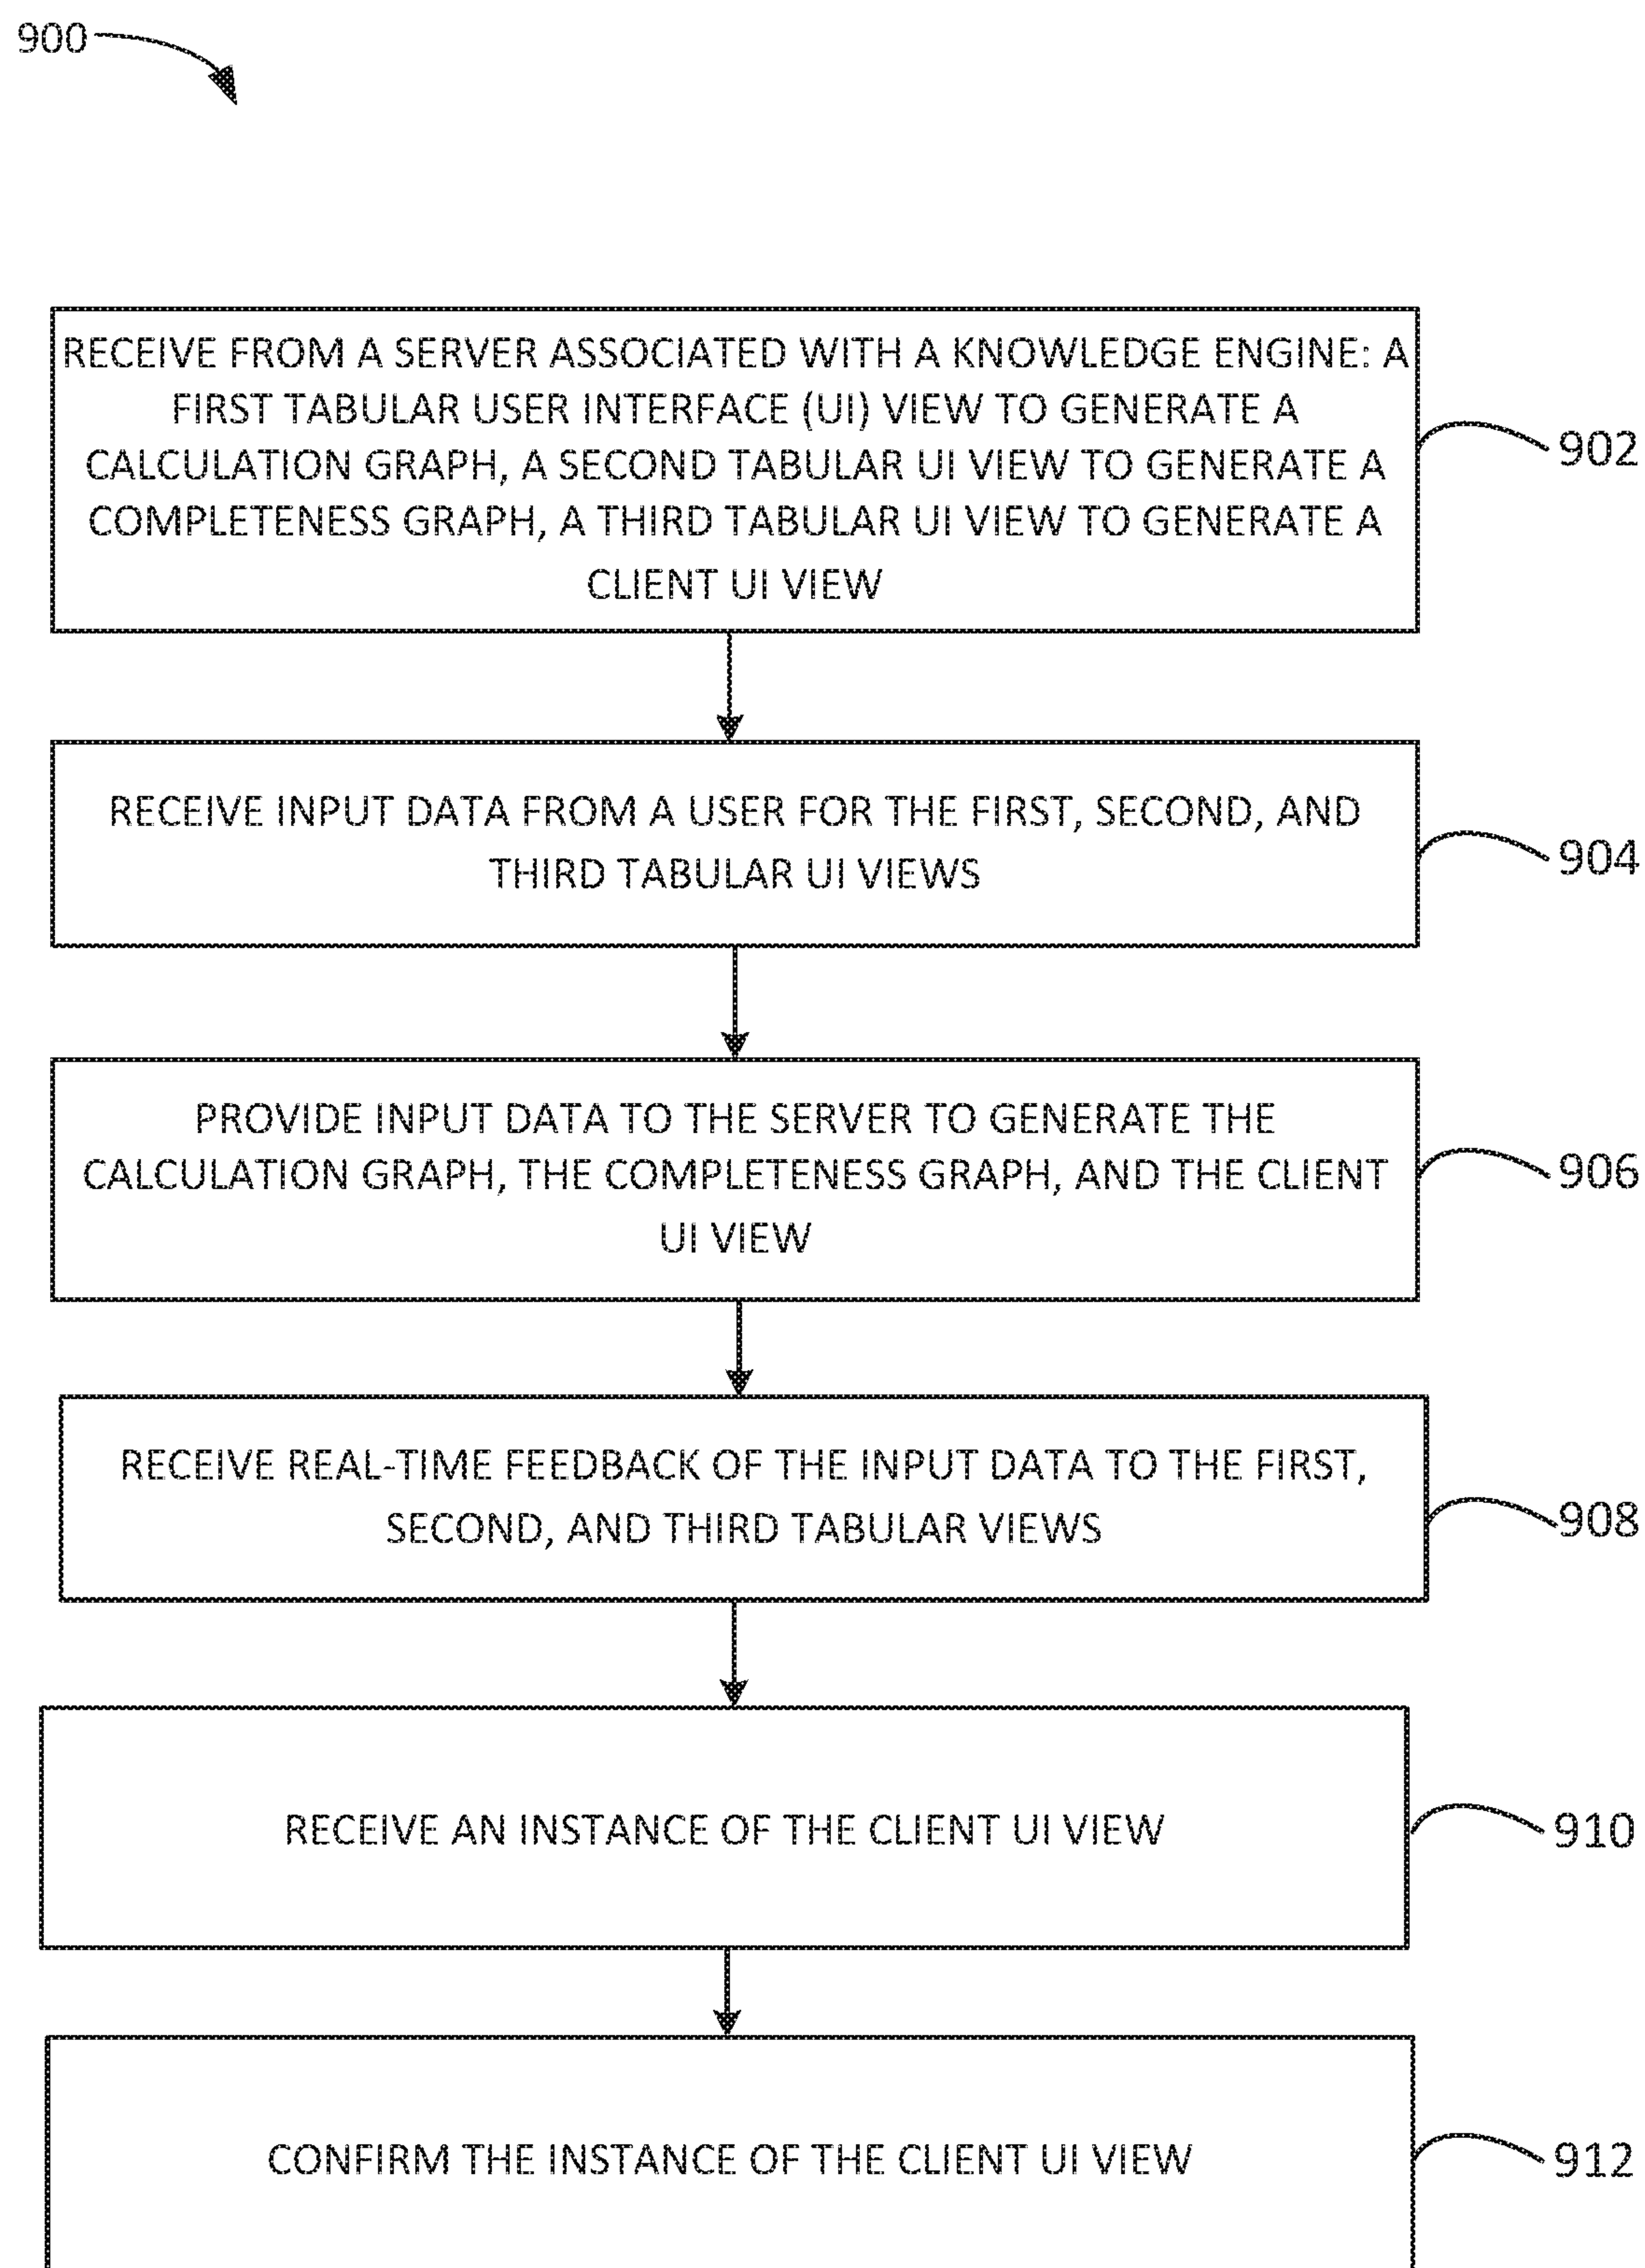 900
RECEIVE FROM A SERVER ASSOCIATED WITH A KNOWLEDGE ENGINE: A
FIRST TABULAR USER INTERFACE (UI) VIEW TO GENERATE A
CALCULATION GRAPH, A SECOND TABULAR UI VIEW TO GENERATE A
COMPLETENESS GRAPH, A THIRD TABULAR UI VIEW TO GENERATE A
CLIENT UI VIEW
902
RECEIVE INPUT DATA FROM A USER FOR THE FIRST, SECOND, AND
THIRD TABULAR UI VIEWS
904
PROVIDE INPUT DATA TO THE SERVER TO GENERATE THE
CALCULATION GRAPH, THE COMPLETENESS GRAPH, AND THE CLIENT
UI VIEW
906
RECEIVE REAL-TIME FEEDBACK OF THE INPUT DATA TO THE FIRST,
SECOND, AND THIRD TABULAR VIEWS
908
RECEIVE AN INSTANCE OF THE CLIENT UI VIEW
910
CONFIRM THE INSTANCE OF THE CLIENT UI VIEW
912